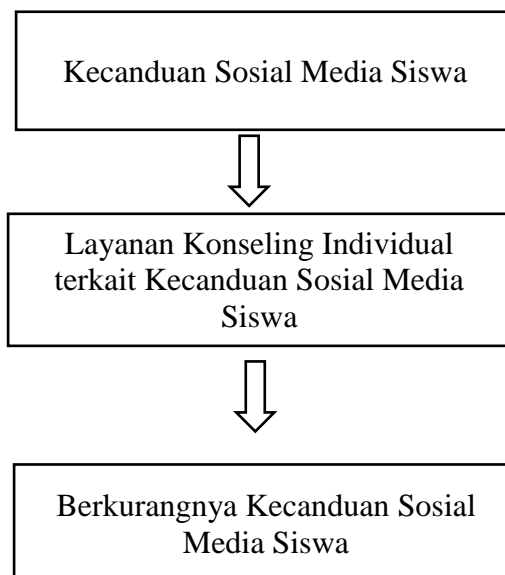 Kecanduan Sosial Media Siswa
Layanan Konseling Individual
terkait Kecanduan Sosial Media
Siswa
Berkurangnya Kecanduan Sosial
Media Siswa